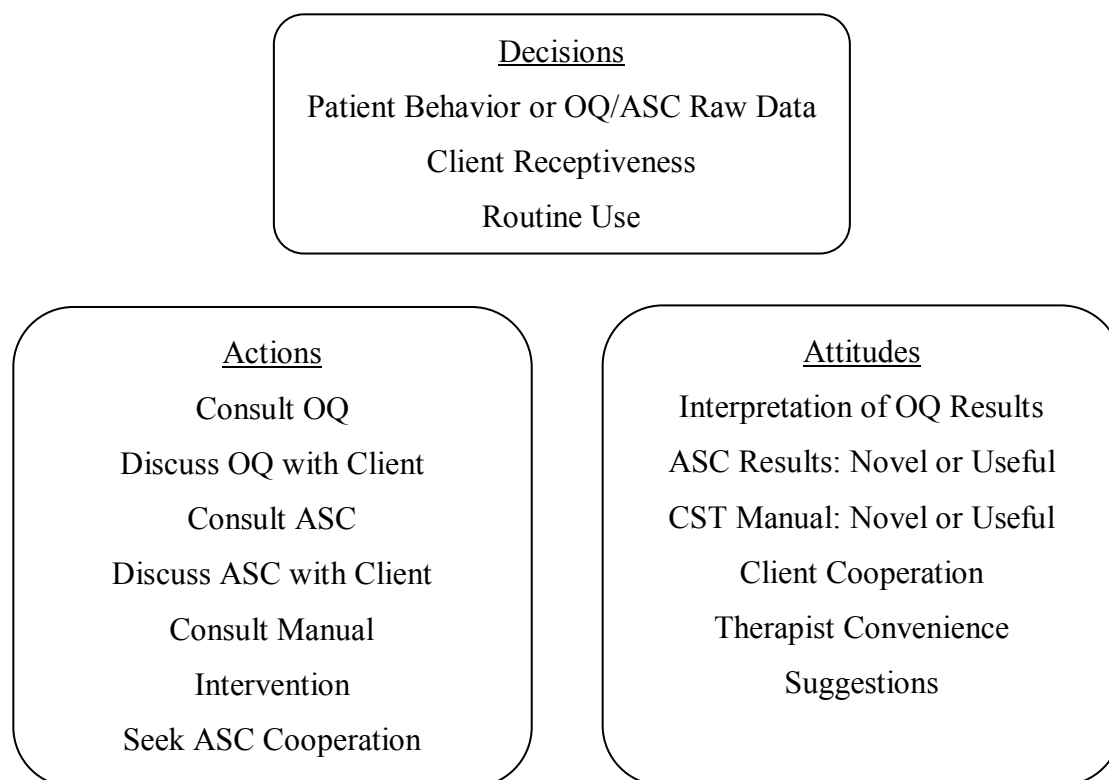 Decisions
Patient Behavior or OQ/ASC Raw Data
Client Receptiveness
Routine Use
Actions
Consult OQ
Discuss OQ with Client
Consult ASC
Discuss ASC with Client
Consult Manual
Intervention
Seek ASC Cooperation
Attitudes
Interpretation of OQ Results
ASC Results: Novel or Useful
CST Manual: Novel or Useful
Client Cooperation
Therapist Convenience
Suggestions